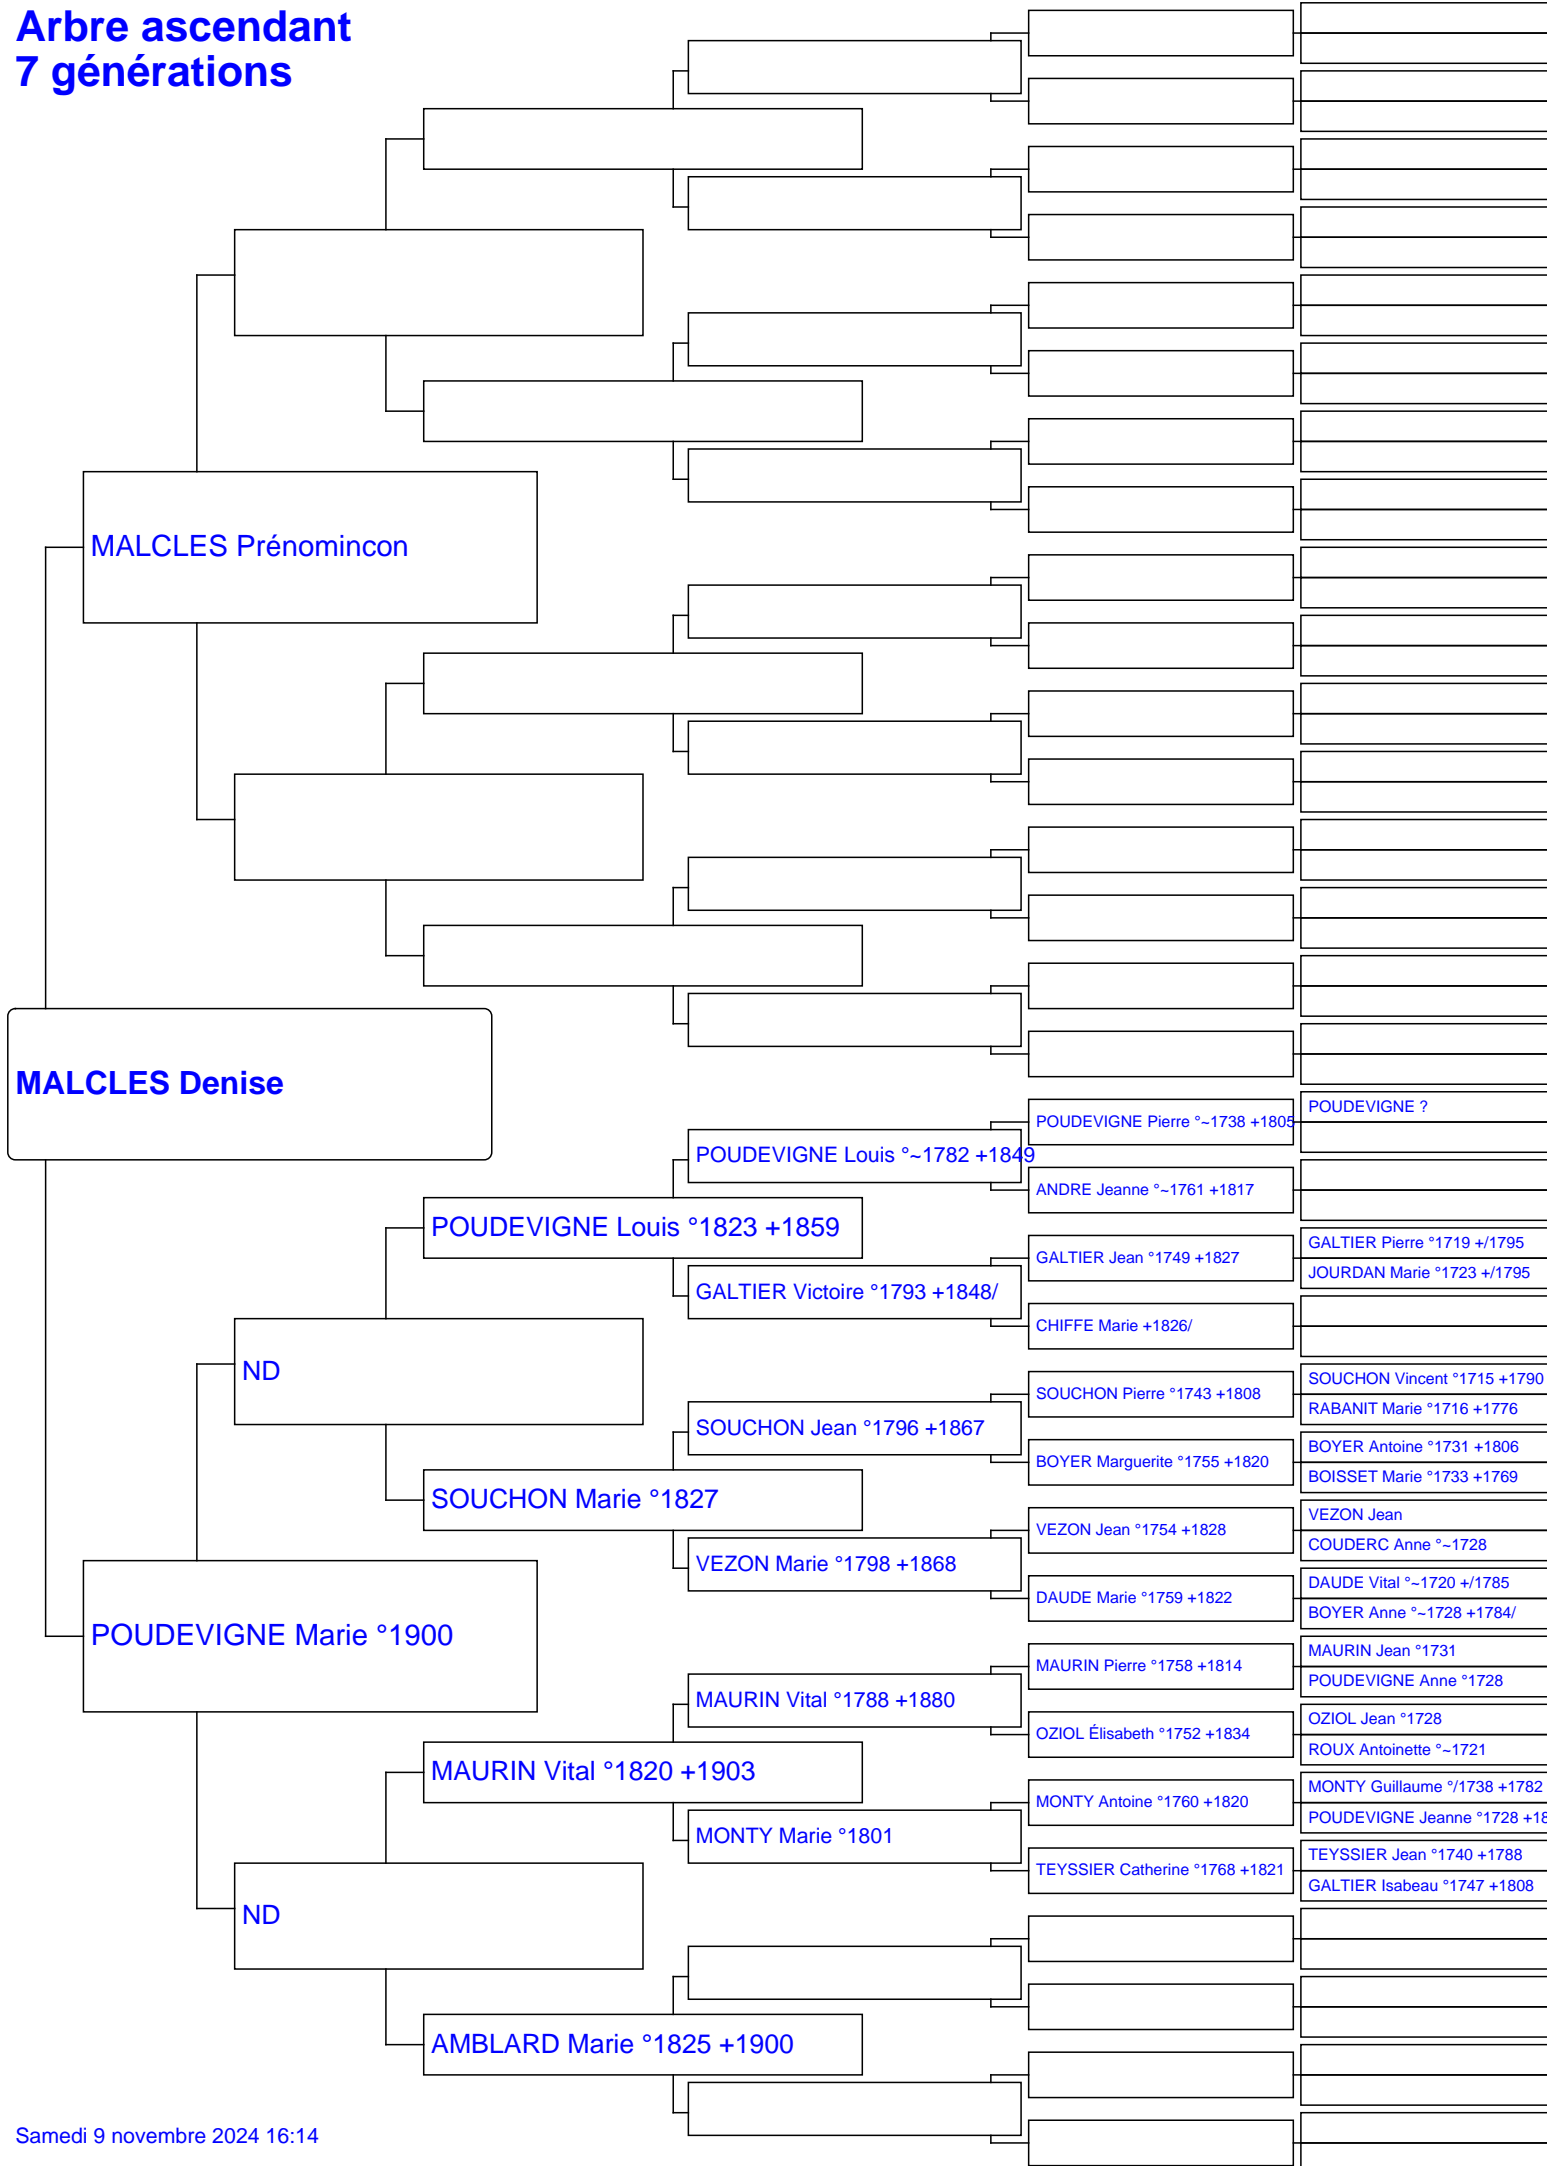 Arbre ascendant
7 générations
MALCLES Prénomincon
MALCLES Denise
POUDEVIGNE Pierre °~1738 +1805
POUDEVIGNE ?
POUDEVIGNE Louis °~1782 +1849
ANDRE Jeanne °~1761 +1817
POUDEVIGNE Louis °1823 +1859
GALTIER Jean °1749 +1827
GALTIER Pierre °1719 +/1795
JOURDAN Marie °1723 +/1795
GALTIER Victoire °1793 +1848/
CHIFFE Marie +1826/
ND
SOUCHON Pierre °1743 +1808
SOUCHON Vincent °1715 +1790
RABANIT Marie °1716 +1776
SOUCHON Jean °1796 +1867
BOYER Marguerite °1755 +1820
BOYER Antoine °1731 +1806
BOISSET Marie °1733 +1769
SOUCHON Marie °1827
VEZON Jean °1754 +1828
VEZON Jean
COUDERC Anne °~1728
VEZON Marie °1798 +1868
DAUDE Marie °1759 +1822
DAUDE Vital °~1720 +/1785
BOYER Anne °~1728 +1784/
POUDEVIGNE Marie °1900
MAURIN Pierre °1758 +1814
MAURIN Jean °1731
POUDEVIGNE Anne °1728
MAURIN Vital °1788 +1880
OZIOL Élisabeth °1752 +1834
OZIOL Jean °1728
ROUX Antoinette °~1721
MAURIN Vital °1820 +1903
MONTY Antoine °1760 +1820
MONTY Guillaume °/1738 +1782
POUDEVIGNE Jeanne °1728 +18
MONTY Marie °1801
TEYSSIER Catherine °1768 +1821
TEYSSIER Jean °1740 +1788
GALTIER Isabeau °1747 +1808
ND
AMBLARD Marie °1825 +1900
Samedi 9 novembre 2024 16:14